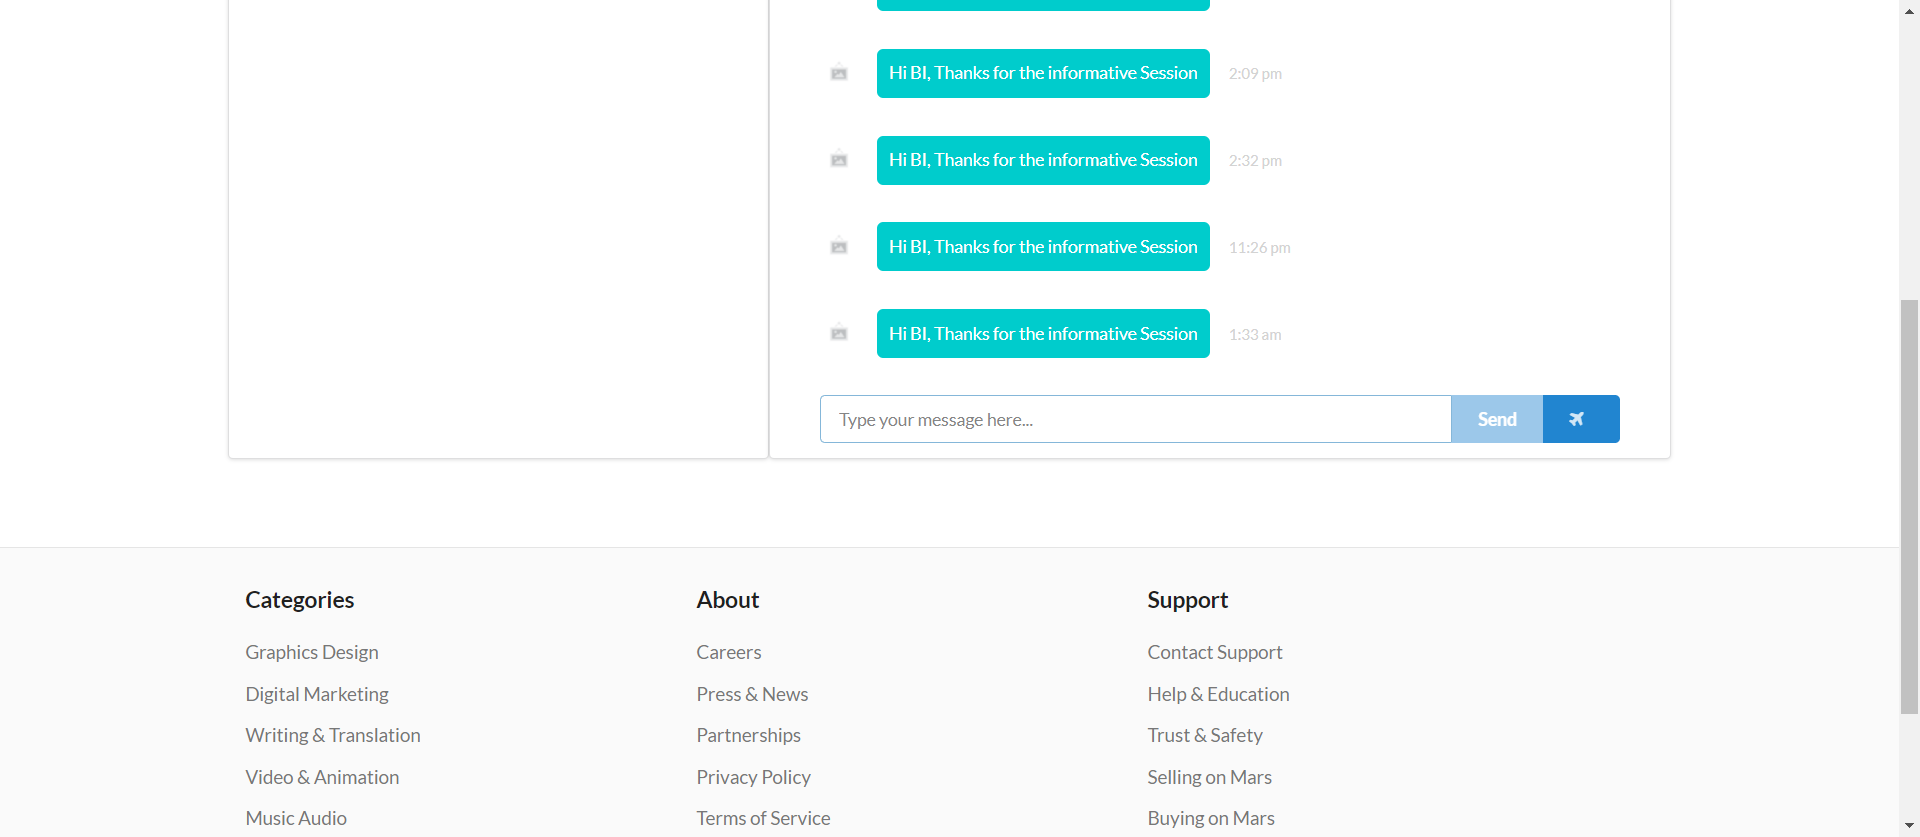 Hi BI, Thanks for the informative Session 2:09 pm
Hi BI, Thanks for the informative Session 2:32 pm
Hi BI, Thanks for the informative Session 11:26 pm
Hi BI, Thanks for the informative Session 1:33 am
Type your message here... Send
Categories
Graphics Design
Digital Marketing
Writing & Translation
Video & Animation
Music Audio
About
Careers
Press & News
Partnerships
Privacy Policy
Terms of Service
Support
Contact Support
Help & Education
Trust & Safety
Selling on Mars
Buying on Mars